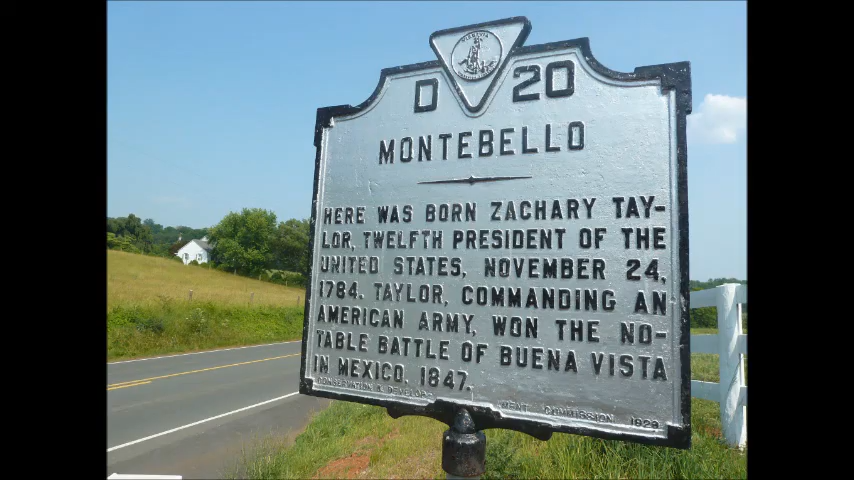 VIRGINIA
D 20
MONTEBELLO
HERE WAS BORN ZACHARY TAY-
LOR, TWELFTH PRESIDENT OF THE
UNITED STATES, NOVEMBER 24,
1784. TAYLOR, COMMANDING AN
AMERICAN ARMY, WON THE NO-
TABLE BATTLE OF BUENA VISTA
IN MEXICO, 1847.
CONSERVATION & DEVELOP MENT COMMISSION 1929